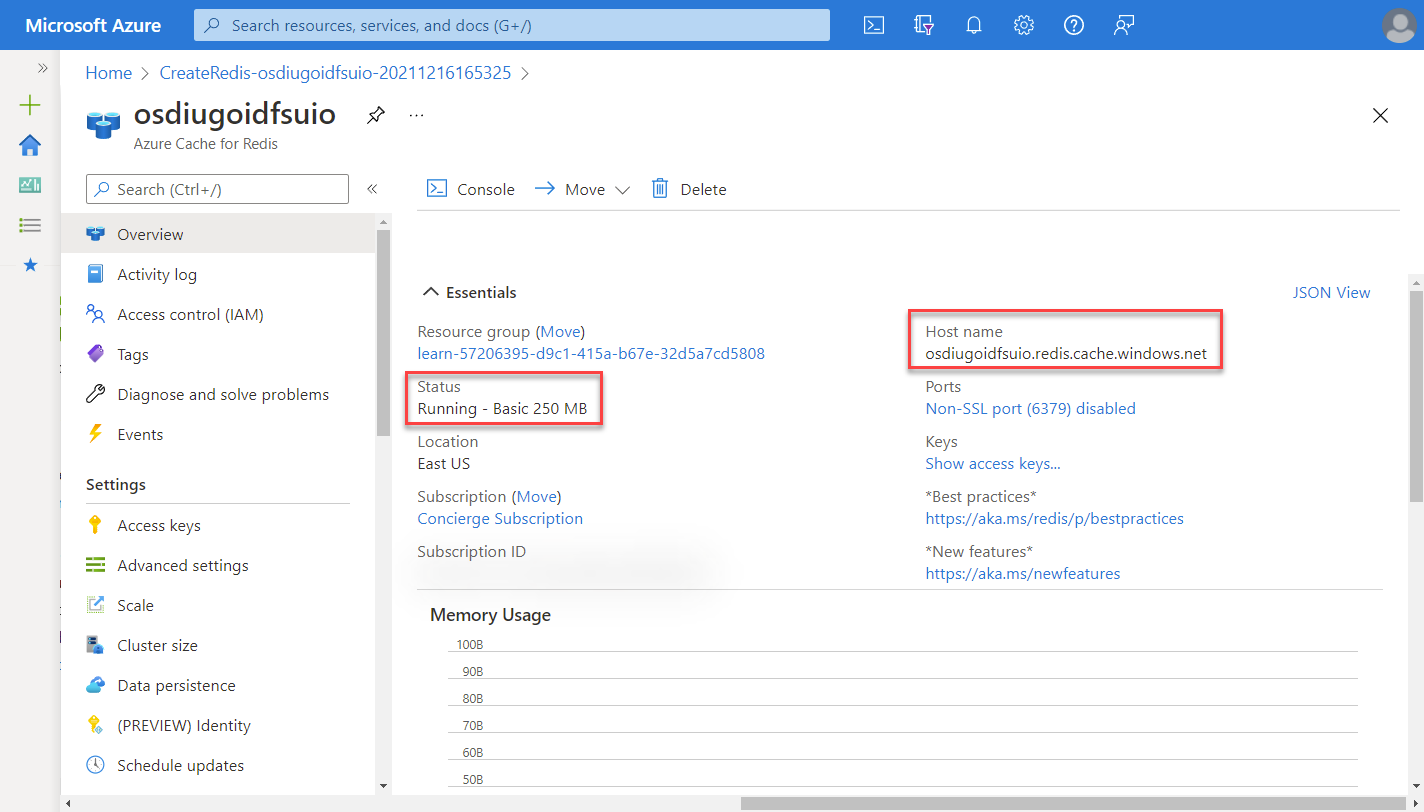 Microsoft Azure
Search resources, services, and docs (G+/)
Home > CreateRedis-osdiugoidfsuio-20211216165325 >
osdiugoidfsuio
...
Azure Cache for Redis
Search (Ctrl+/)
«
Console
Move
Delete
Overview
Activity log
Access control (IAM)
Tags
Diagnose and solve problems
Events
Settings
Access keys
Advanced settings
Scale
Cluster size
Data persistence
(PREVIEW) Identity
Schedule updates
Essentials
JSON View
Resource group (Move)
learn-57206395-d9c1-415a-b67e-32d5a7cd5808
Status
Running - Basic 250 MB
Location
East US
Subscription (Move)
Concierge Subscription
Subscription ID
Host name
osdiugoidfsuio.redis.cache.windows.net
Ports
Non-SSL port (6379) disabled
Keys
Show access keys...
*Best practices*
https://aka.ms/redis/p/bestpractices
*New features*
https://aka.ms/newfeatures
Memory Usage
100B
90B
80B
70B
60B
50B